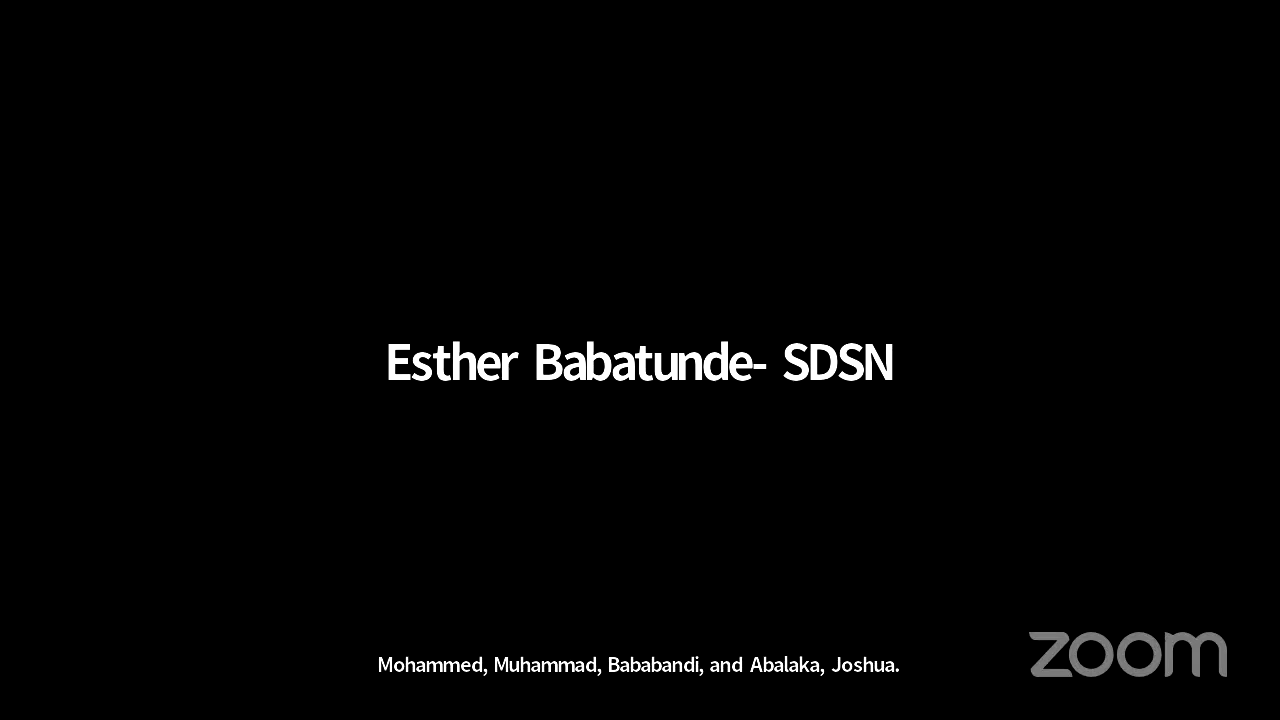 Esther Babatunde- SDSN
Mohammed, Muhammad, Bababandi, and Abalaka, Joshua.
zoom